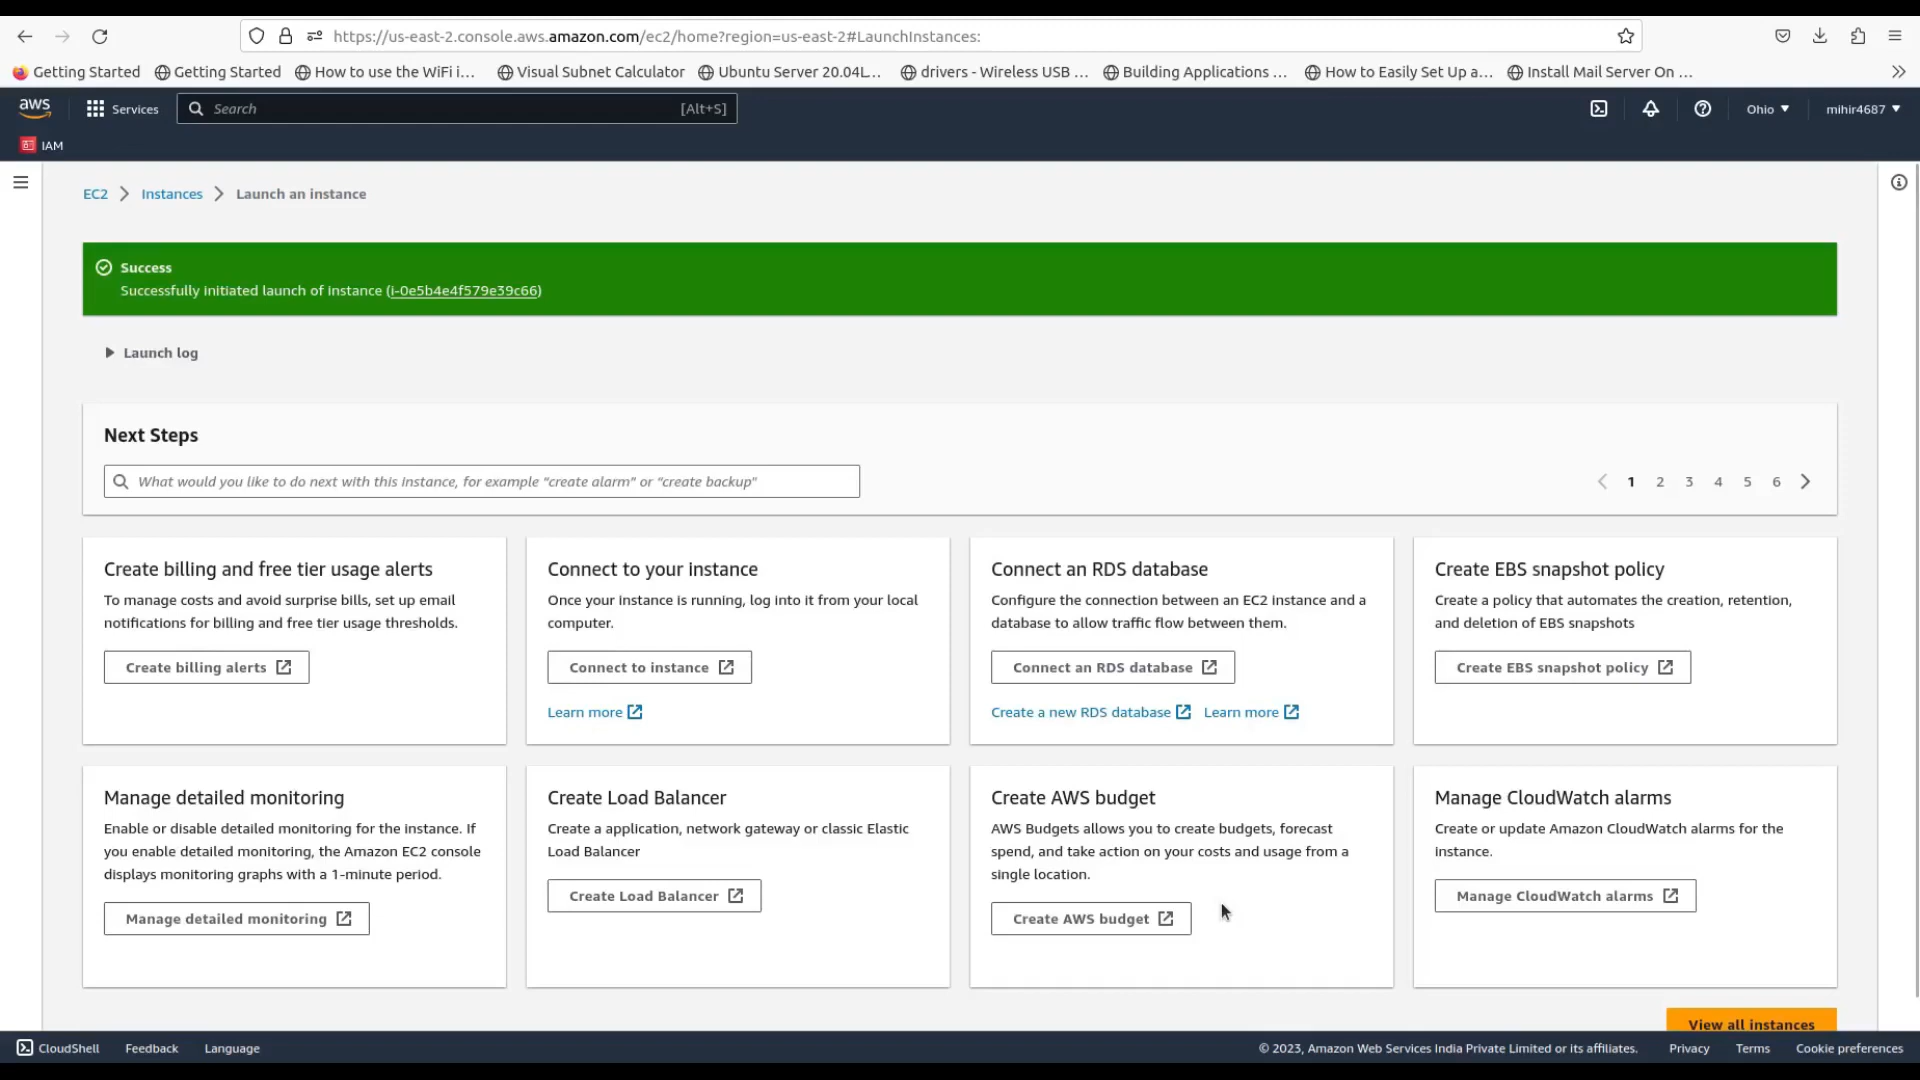 https://us-east-2.console.aws.amazon.com/ec2/home?region=us-east-2#LaunchInstances:
Getting Started
Getting Started
How to use the WiFi i...
Visual Subnet Calculator
Ubuntu Server 20.04L...
drivers - Wireless USB ...
Building Applications ...
How to Easily Set Up a...
Install Mail Server On ...
aws
Services
Search
[Alt+S]
Ohio
mihir4687
IAM
EC2
Instances
Launch an instance
Success
Successfully initiated launch of instance (i-0e5b4e4f579e39c66)
Launch log
Next Steps
What would you like to do next with this instance, for example "create alarm" or "create backup"
1 2 3 4 5 6
Create billing and free tier usage alerts
To manage costs and avoid surprise bills, set up email
notifications for billing and free tier usage thresholds.
Create billing alerts
Connect to your instance
Once your instance is running, log into it from your local
computer.
Connect to instance
Learn more
Connect an RDS database
Configure the connection between an EC2 instance and a
database to allow traffic flow between them.
Connect an RDS database
Create a new RDS database
Learn more
Create EBS snapshot policy
Create a policy that automates the creation, retention,
and deletion of EBS snapshots
Create EBS snapshot policy
Manage detailed monitoring
Enable or disable detailed monitoring for the instance. If
you enable detailed monitoring, the Amazon EC2 console
displays monitoring graphs with a 1-minute period.
Manage detailed monitoring
Create Load Balancer
Create a application, network gateway or classic Elastic
Load Balancer
Create Load Balancer
Create AWS budget
AWS Budgets allows you to create budgets, forecast
spend, and take action on your costs and usage from a
single location.
Create AWS budget
Manage CloudWatch alarms
Create or update Amazon CloudWatch alarms for the
instance.
Manage CloudWatch alarms
View all instances
CloudShell
Feedback
Language
© 2023, Amazon Web Services India Private Limited or its affiliates.
Privacy
Terms
Cookie preferences